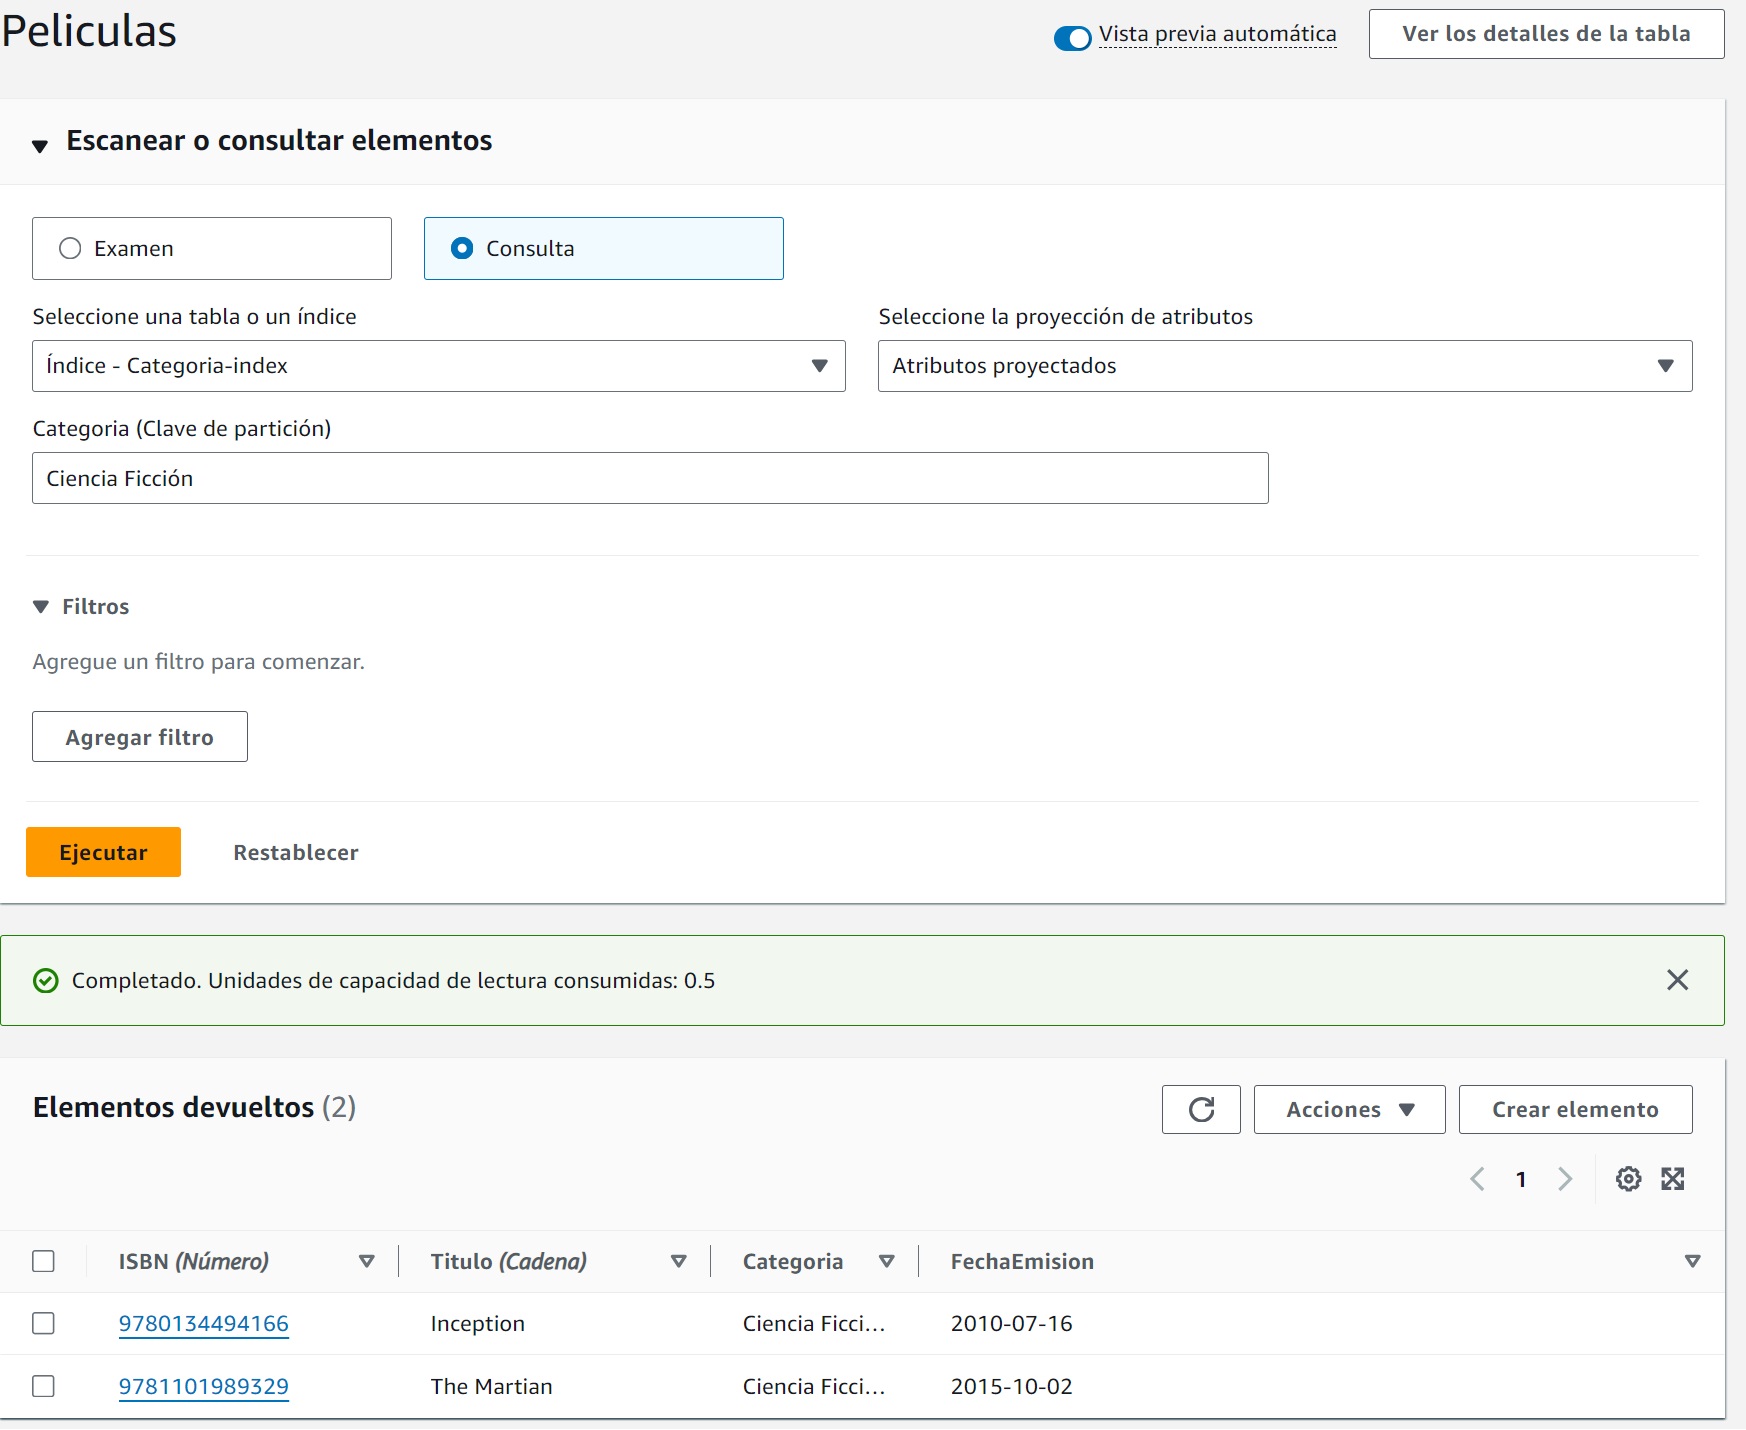 Peliculas
Vista previa automática
Ver los detalles de la tabla
Escanear o consultar elementos
Examen
Consulta
Seleccione una tabla o un índice
Seleccione la proyección de atributos
Índice - Categoria-index
Atributos proyectados
Categoria (Clave de partición)
Ciencia Ficción
Filtros
Agregue un filtro para comenzar.
Agregar filtro
Ejecutar
Restablecer
Completado. Unidades de capacidad de lectura consumidas: 0.5
Elementos devueltos (2)
Acciones
Crear elemento
1
ISBN (Número) Titulo (Cadena) Categoria FechaEmision
9780134494166 Inception Ciencia Ficci... 2010-07-16
9781101989329 The Martian Ciencia Ficci... 2015-10-02